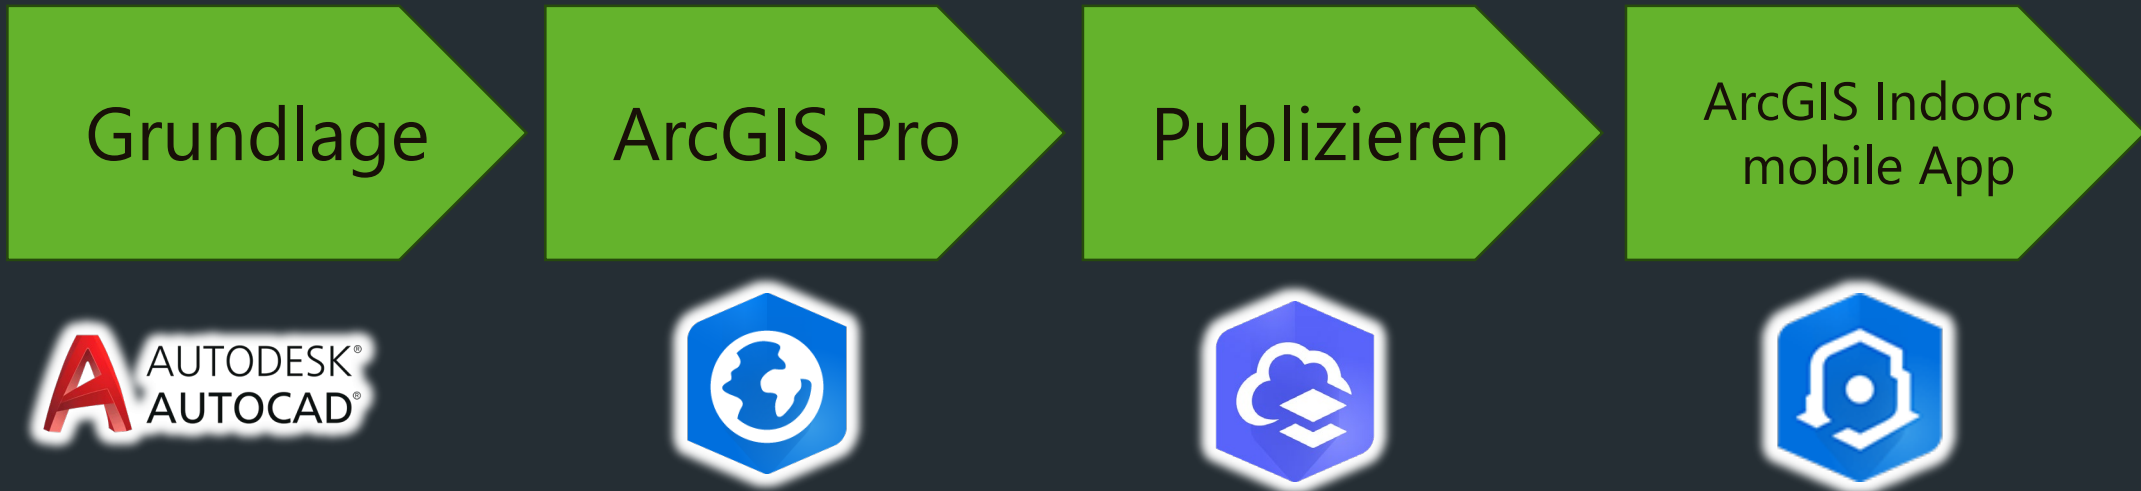 Grundlage
ArcGIS Pro
Publizieren
ArcGIS Indoors
mobile App
AUTODESK®
AUTOCAD®